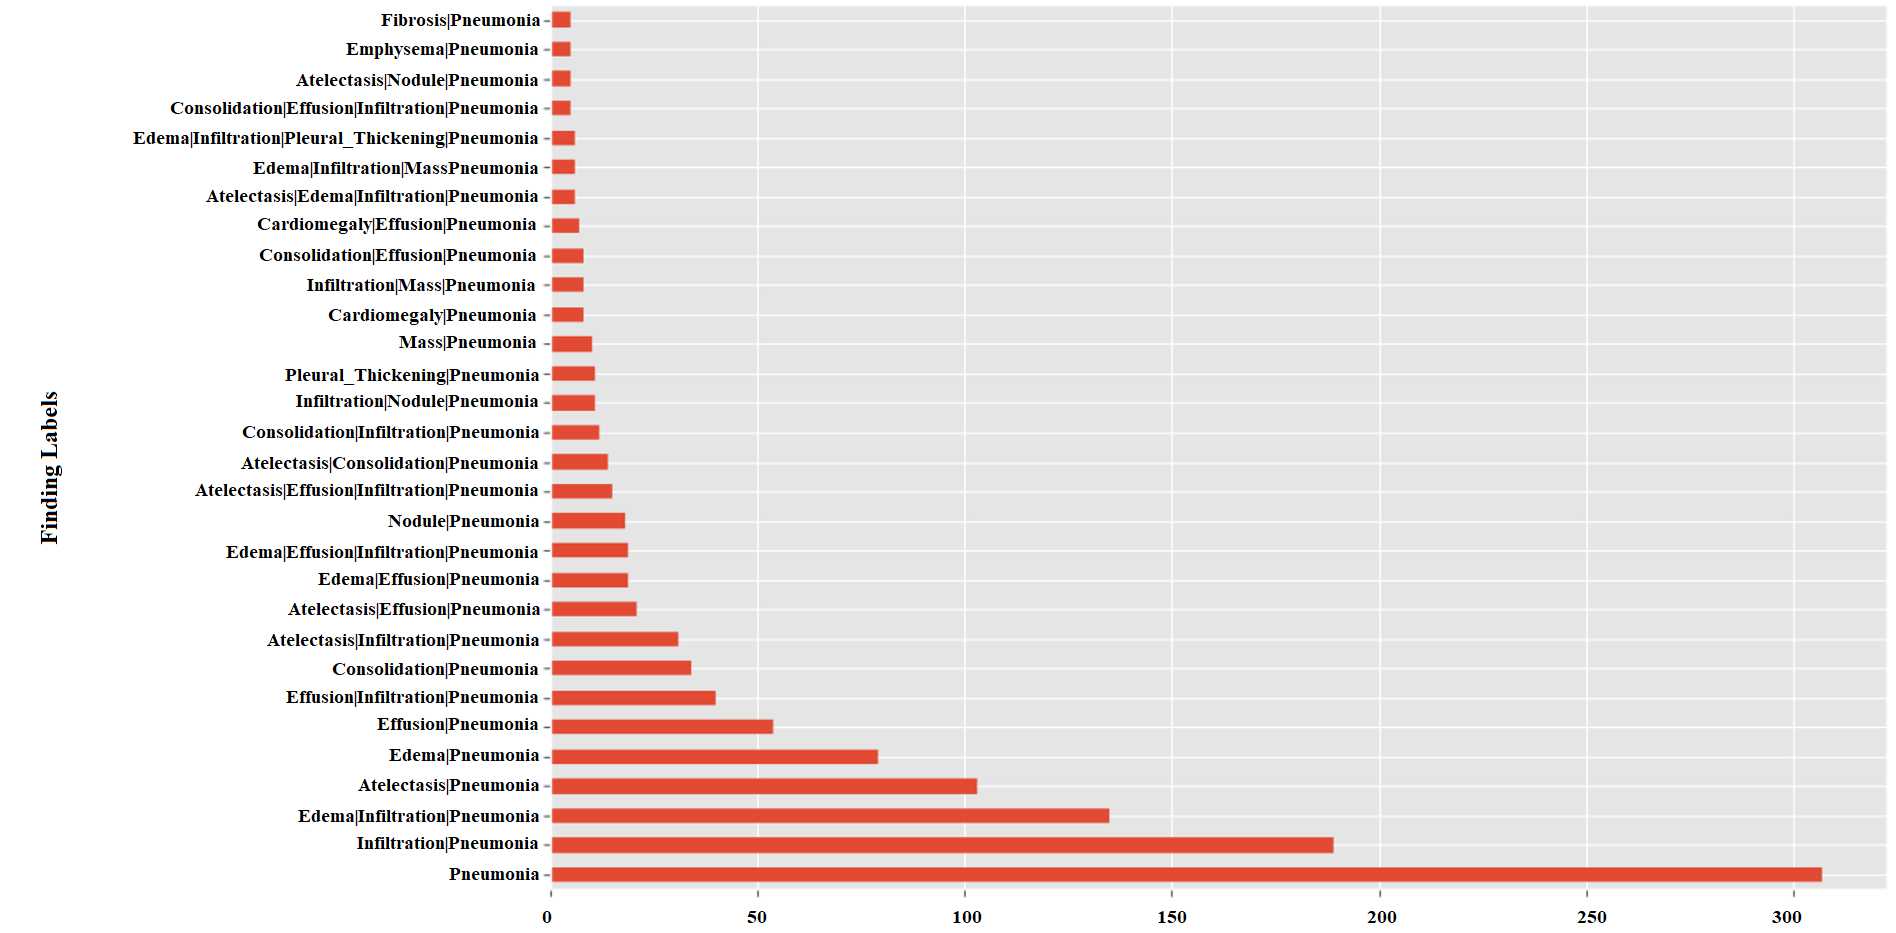 Fibrosis|Pneumonia
Emphysema|Pneumonia
Atelectasis|Nodule|Pneumonia
Consolidation|Effusion|Infiltration|Pneumonia
Edema|Infiltration|Pleural_Thickening|Pneumonia
Edema|Infiltration|MassPneumonia
Atelectasis|Edema|Infiltration|Pneumonia
Cardiomegaly|Effusion|Pneumonia
Consolidation|Effusion|Pneumonia
Infiltration|Mass|Pneumonia
Cardiomegaly|Pneumonia
Mass|Pneumonia
Pleural_Thickening|Pneumonia
Infiltration|Nodule|Pneumonia
Consolidation|Infiltration|Pneumonia
Atelectasis|Consolidation|Pneumonia
Atelectasis|Effusion|Infiltration|Pneumonia
Nodule|Pneumonia
Edema|Effusion|Infiltration|Pneumonia
Edema|Effusion|Pneumonia
Atelectasis|Effusion|Pneumonia
Atelectasis|Infiltration|Pneumonia
Consolidation|Pneumonia
Effusion|Infiltration|Pneumonia
Effusion|Pneumonia
Edema|Pneumonia
Atelectasis|Pneumonia
Edema|Infiltration|Pneumonia
Infiltration|Pneumonia
Pneumonia
Finding Labels
0 50 100 150 200 250 300